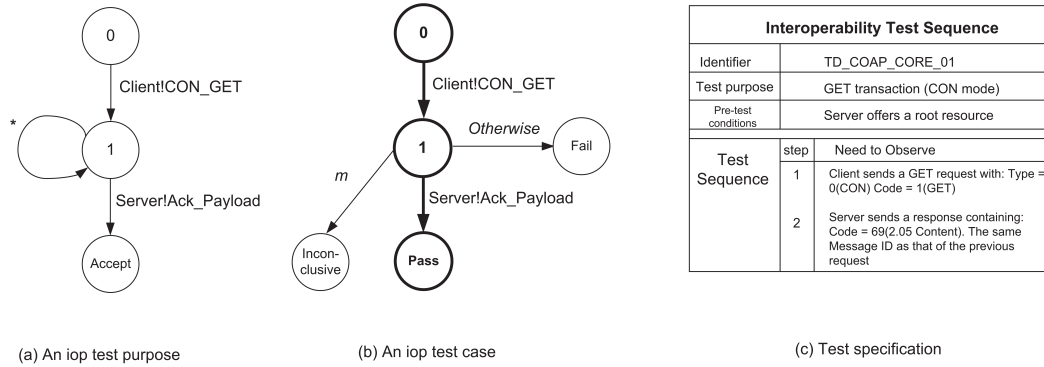 0
Client!CON_GET
*
1
Server!Ack_Payload
Accept
(a) An iop test purpose
0
Client!CON_GET
Otherwise
1
Fail
m
Server!Ack_Payload
Incon-
clusive
Pass
(b) An iop test case
Interoperability Test Sequence
Identifier TD_COAP_CORE_01
Test purpose GET transaction (CON mode)
Pre-test
conditions
Server offers a root resource
Test
Sequence
step Need to Observe
1 Client sends a GET request with: Type =
0(CON) Code = 1(GET)
2 Server sends a response containing:
Code = 69(2.05 Content). The same
Message ID as that of the previous
request
(c) Test specification